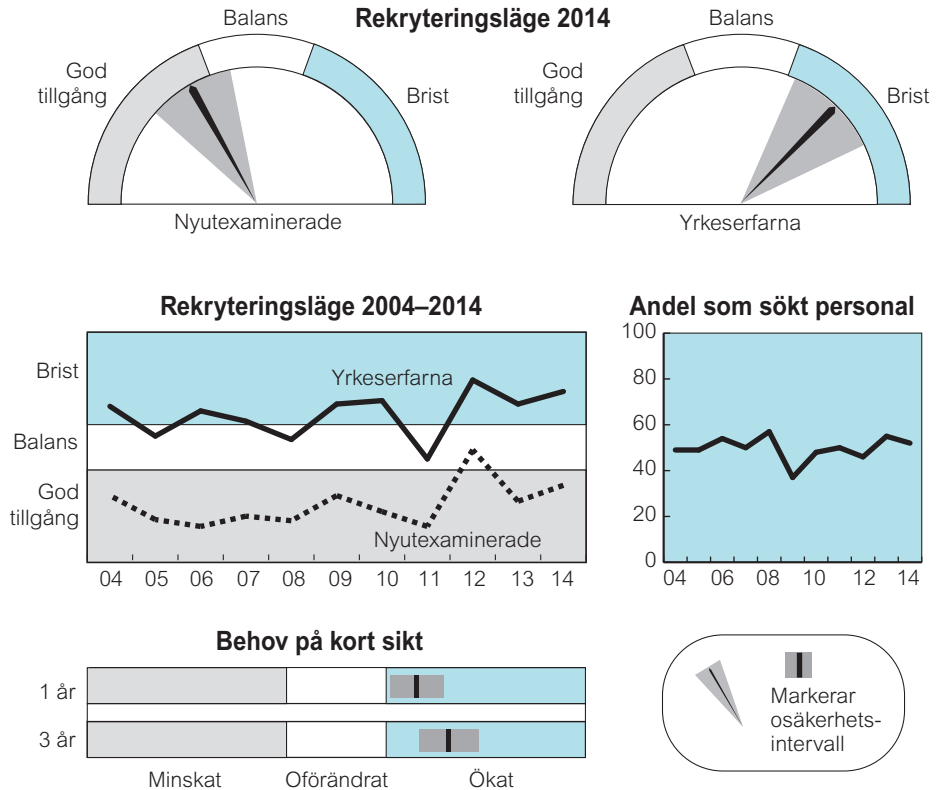 Rekryteringsläge 2014
Balans
God
tillgång
Brist
Nyutexaminerade
Balans
God
tillgång
Brist
Yrkeserfarna
Rekryteringsläge 2004–2014
Brist
Balans
God
tillgång
Yrkeserfarna
Nyutexaminerade
04 05 06 07 08 09 10 11 12 13 14
Andel som sökt personal
100
80
60
40
20
0
04 06 08 10 12 14
Behov på kort sikt
1 år
3 år
Minskat Oförändrat Ökat
Markerar
osäkerhets-
intervall